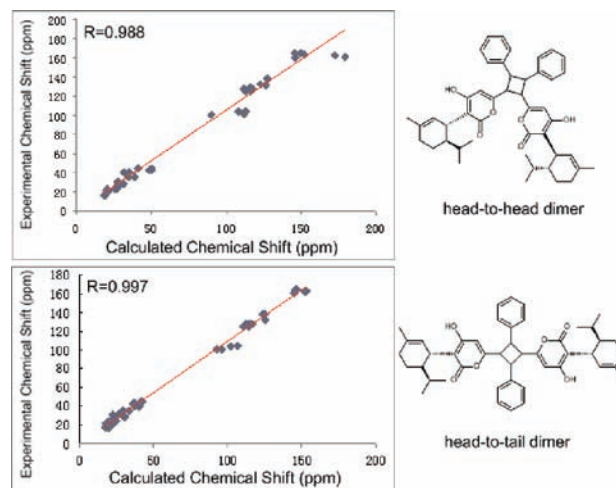 R=0.988
Experimental Chemical Shift (ppm)
200
180
160
140
120
100
80
60
40
20
0
0 50 100 150 200
Calculated Chemical Shift (ppm)
HO
O
O
O
O
OH
head-to-head dimer
R=0.997
Experimental Chemical Shift (ppm)
180
160
140
120
100
80
60
40
20
0
0 50 100 150 200
Calculated Chemical Shift (ppm)
HO
O
O
O
O
OH
head-to-tail dimer